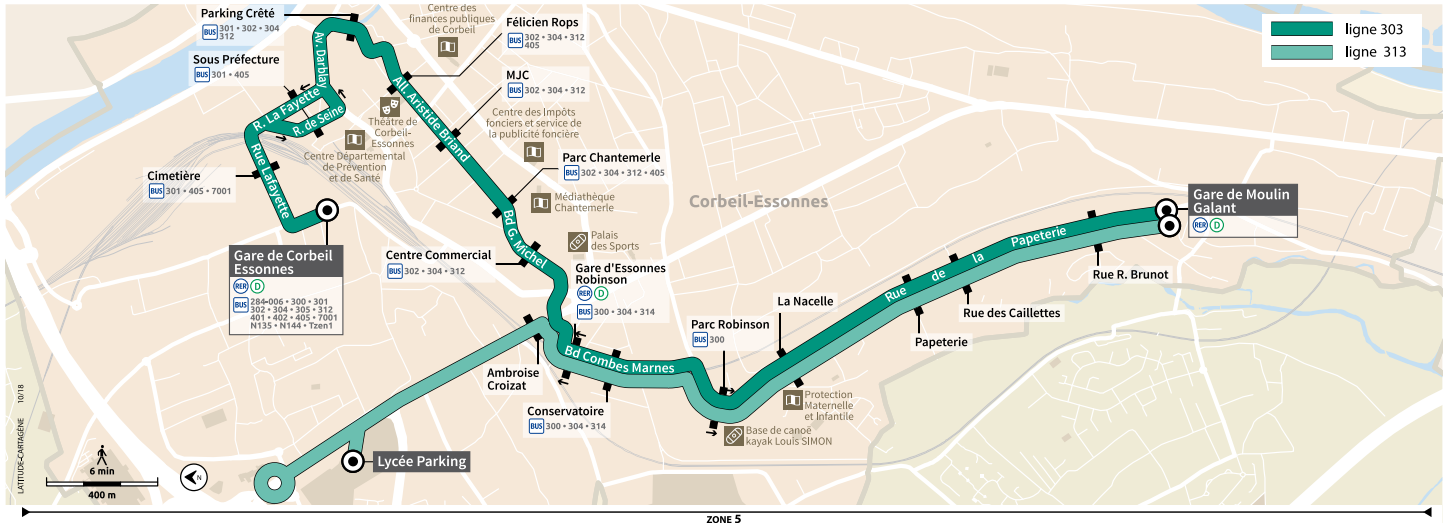 Parking Crêté
BUS 301 • 302 • 304
312
Sous Préfecture
BUS 301 • 405
Centre des
finances publiques
de Corbeil
Félicien Rops
BUS 302 • 304 • 312
405
MJC
BUS 302 • 304 • 312
ligne 303
ligne 313
Av. Darblay
R. La Fayette
R. de Seine
Rue Lafayette
All. Aristide Briand
Théâtre de
Corbeil-
Essonnes
Centre Départemental
de Prévention
et de Santé
Centre des Impôts
fonciers et service de
la publicité foncière
Cimetière
BUS 301 • 405 • 7001
Parc Chantemerle
BUS 302 • 304 • 312 • 405
Médiathèque
Chantemerle
Corbeil-Essonnes
Bd G. Michel
Palais
des Sports
Gare de Moulin
Galant
RER D
Gare de Corbeil
Essonnes
RER D
BUS 284-006 • 300 • 301
302 • 304 • 305 • 312
401 • 402 • 405 • 7001
N135 • N144 • Tzen1
Centre Commercial
BUS 302 • 304 • 312
Gare d'Essonnes
Robinson
RER D
BUS 300 • 304 • 314
Rue de la Papeterie
Rue R. Brunot
Rue des Caillettes
Papeterie
La Nacelle
Parc Robinson
BUS 300
Bd Combes Marnes
Ambroise
Croizat
Conservatoire
BUS 300 • 304 • 314
Protection
Maternelle
et Infantile
Base de canoë
kayak Louis SIMON
Lycée Parking
LATITUDE-CARTAGÈNE 10/18
6 min
400 m
N
ZONE 5